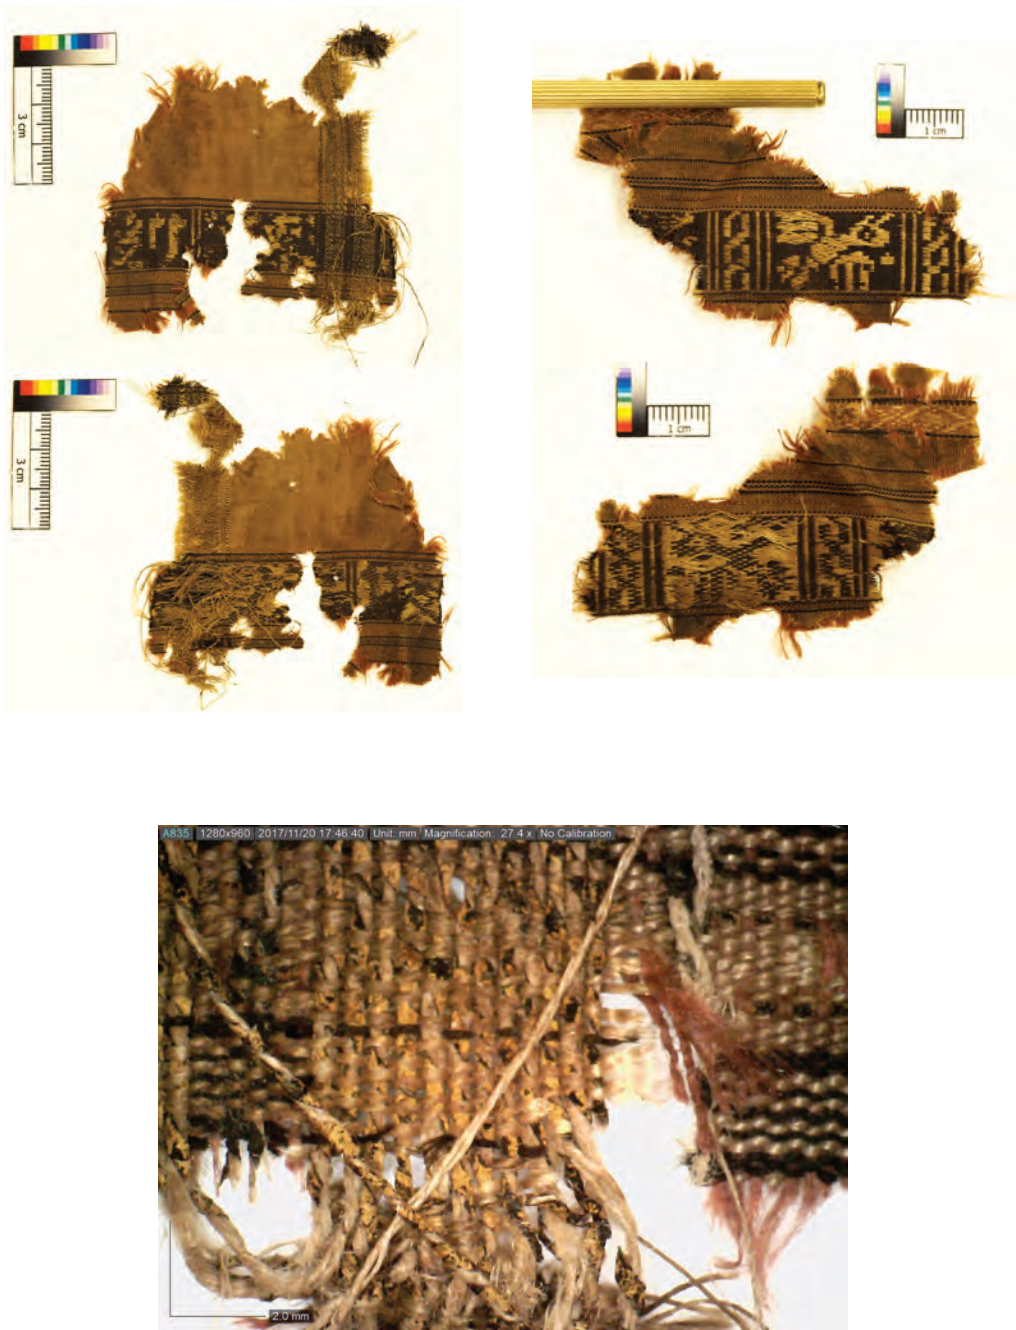 3 cm
1 cm
3 cm
1 cm
A835 1280x960 2017/11/20 17:46:40 Unit: mm Magnification: 27.4 x No Calibration
2.0 mm